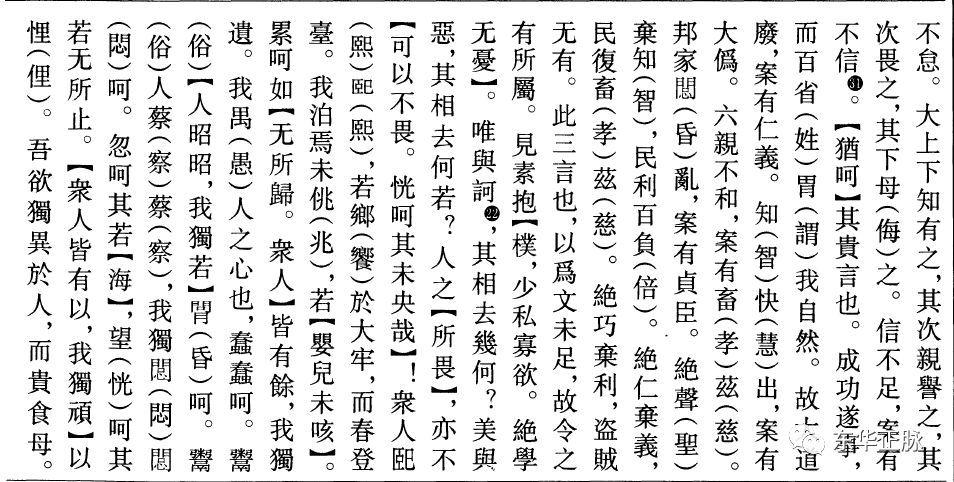 不怠。大上下知有之，其次親譽之，其
次畏之，其下母（侮）之。信不足，案有
不信㉛。【猶呵】其貴言也。成功遂事，
而百省（姓）胃（謂）我自然。故大道
廢，案有仁義。知（智）快（慧）出，案有
大僞。六親不和，案有畜（孝）茲（慈）。
邦家（昏）亂，案有貞臣。絶聲（聖）
棄知（智），民利百負（倍）。絶仁棄義，
民復畜（孝）茲（慈）。絶巧棄利，盗賊
无有。此三言也，以爲文未足，故令之
有所屬。見素抱【樸，少私寡欲。絶學
无憂】。唯與訶㉒，其相去幾何？美與
惡，其相去何若？人之【所畏】，亦不
【可以不畏。恍呵其未央哉】！衆人巸
（熙）巸（熙），若鄉（饗）於大牢，而春登
臺。我泊焉未佻（兆），若【嬰兒未咳】。
累呵如【无所歸。衆人】皆有餘，我獨
遺。我禺（愚）人之心也，蠢蠢呵。鬻
（俗）【人昭昭，我獨若】（昏）呵。鬻
（俗）人蔡（察）蔡（察），我獨（悶）
（悶）呵。忽呵其若【海】，望（恍）呵其
若无所止。【衆人皆有以，我獨頑】以
悝（俚）。吾欲獨異於人，而貴食母。
东华正脉